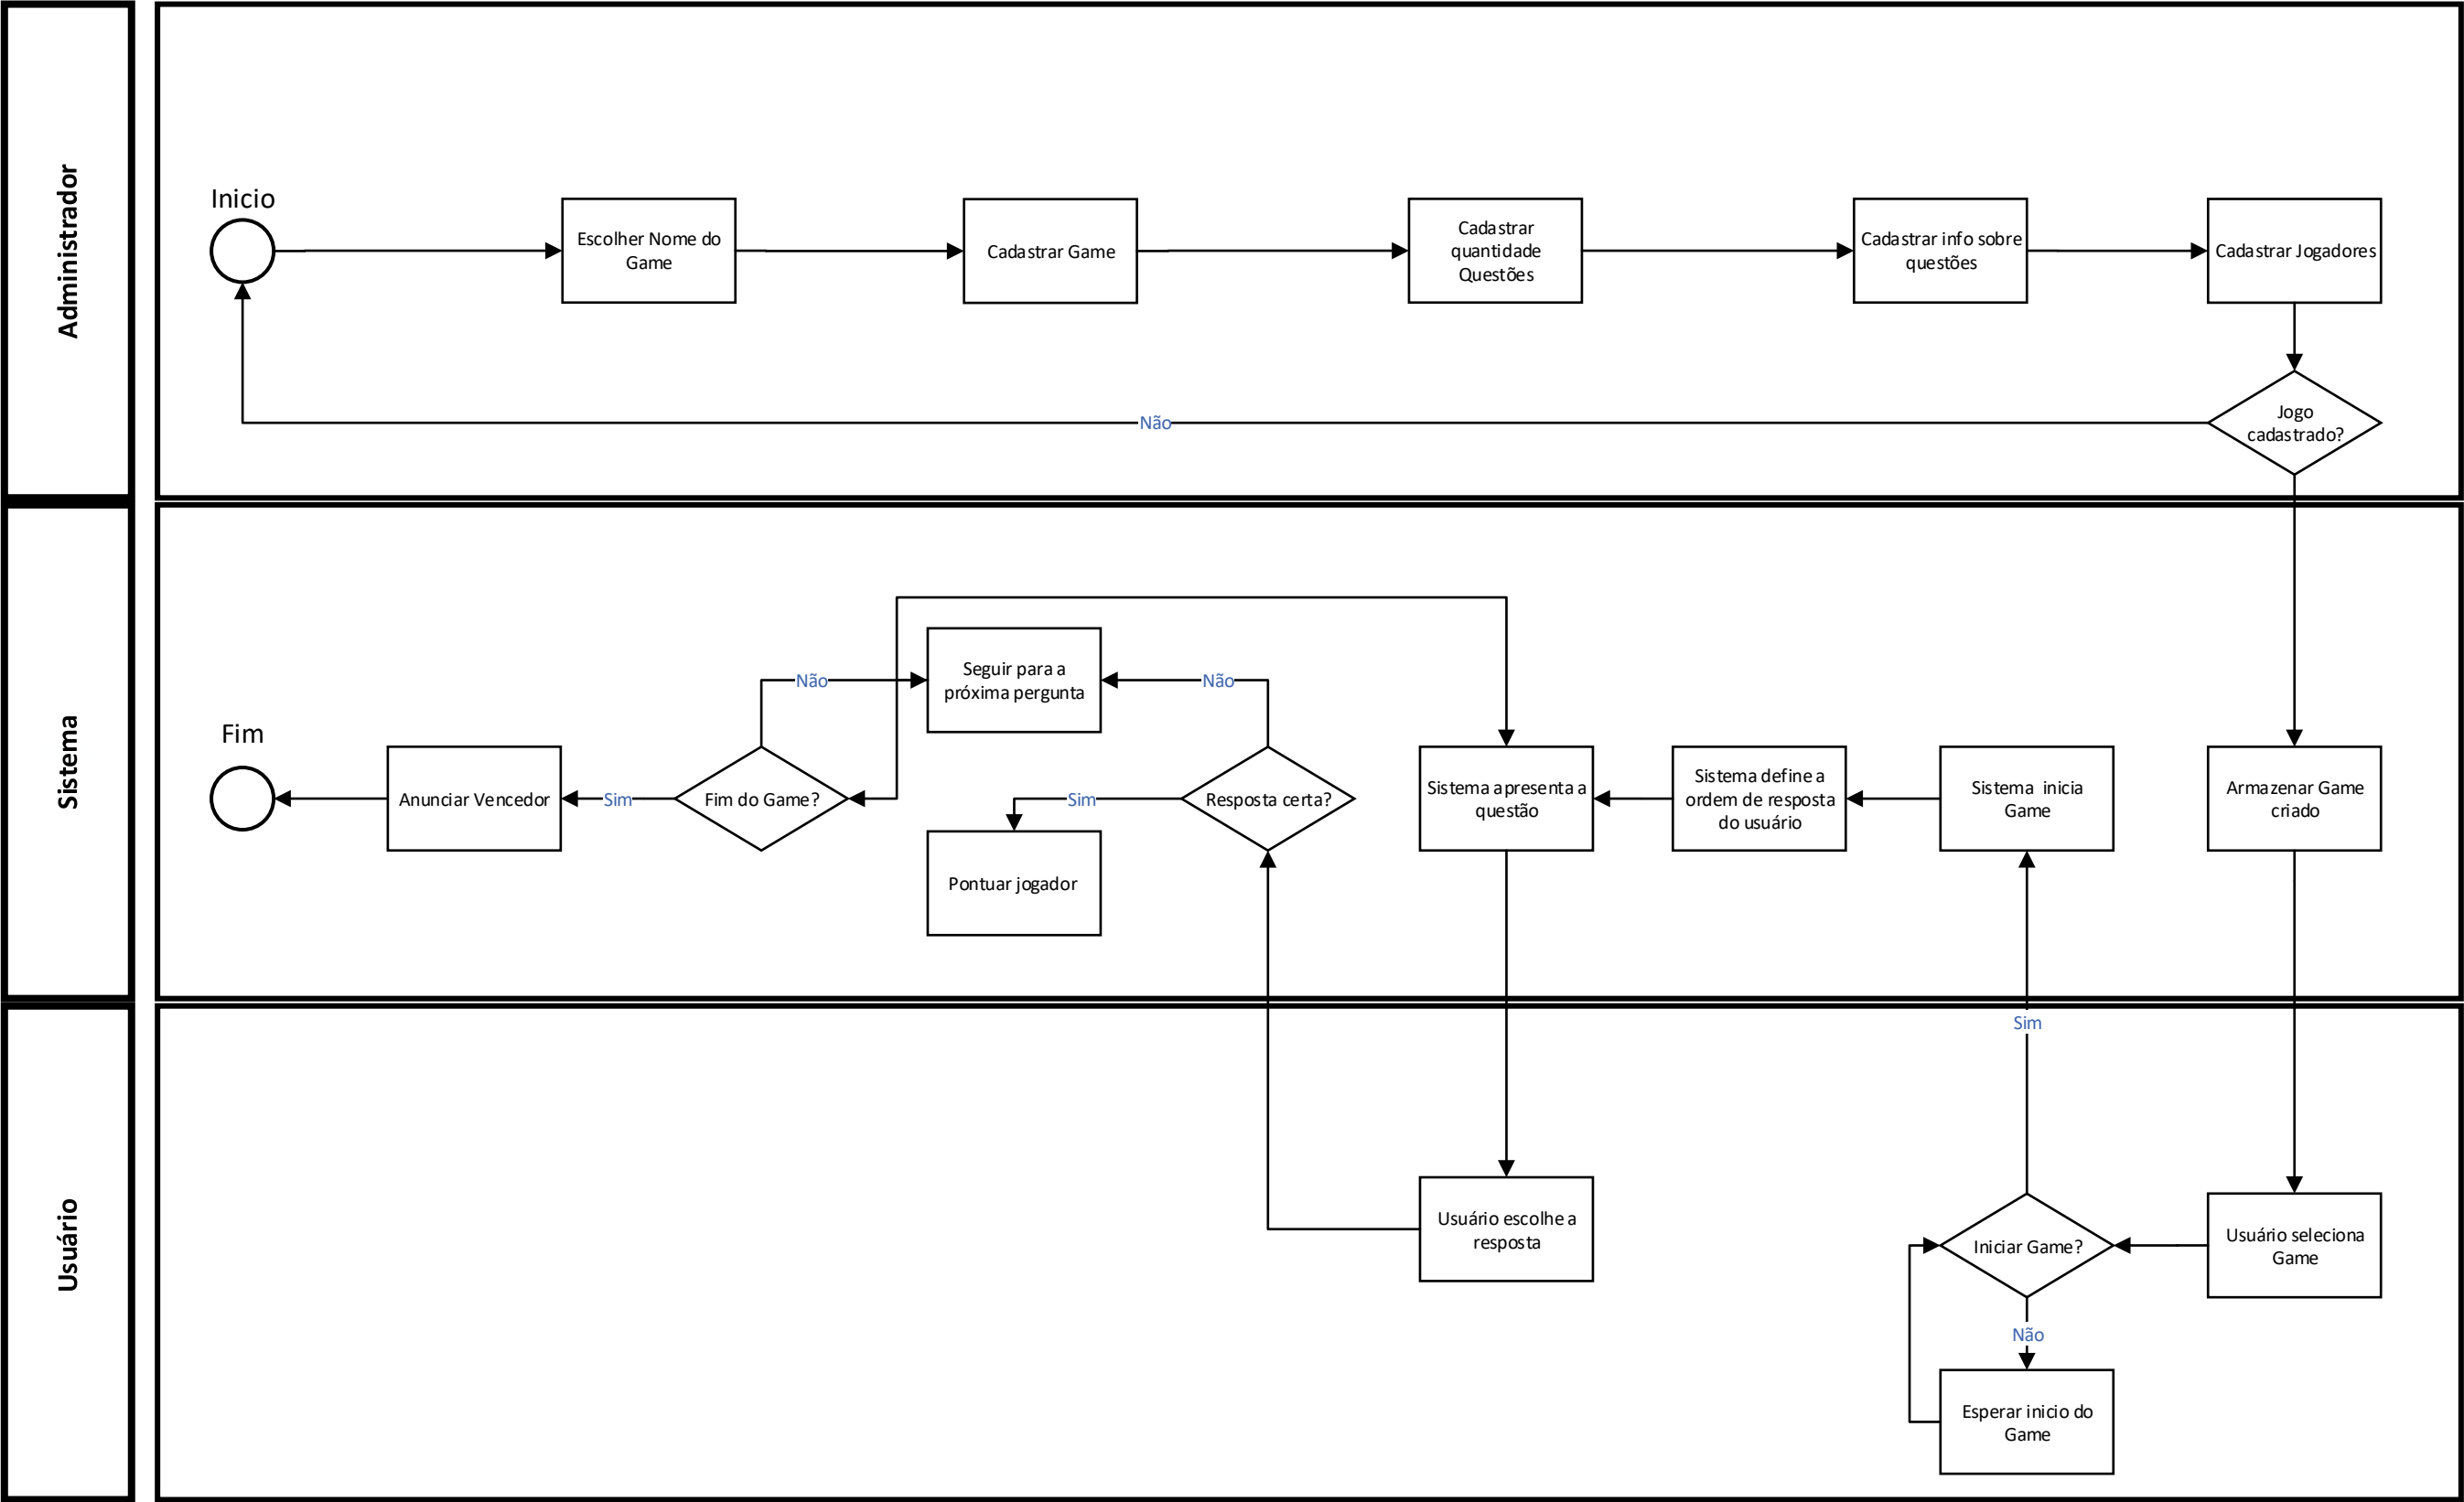 Administrador
Inicio
Escolher Nome do
Game
Cadastrar Game
Cadastrar
quantidade
Questões
Cadastrar info sobre
questões
Cadastrar Jogadores
Jogo
cadastrado?
Não
Sistema
Fim
Anunciar Vencedor
Sim
Fim do Game?
Não
Seguir para a
próxima pergunta
Não
Sim
Pontuar jogador
Resposta certa?
Sistema apresenta a
questão
Sistema define a
ordem de resposta
do usuário
Sistema inicia
Game
Armazenar Game
criado
Usuário
Sim
Usuário escolhe a
resposta
Iniciar Game?
Usuário seleciona
Game
Não
Esperar inicio do
Game